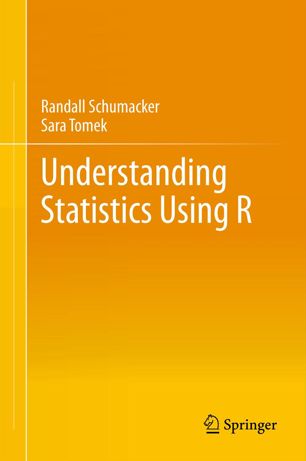 Randall Schumacker
Sara Tomek
Understanding
Statistics Using R
Springer